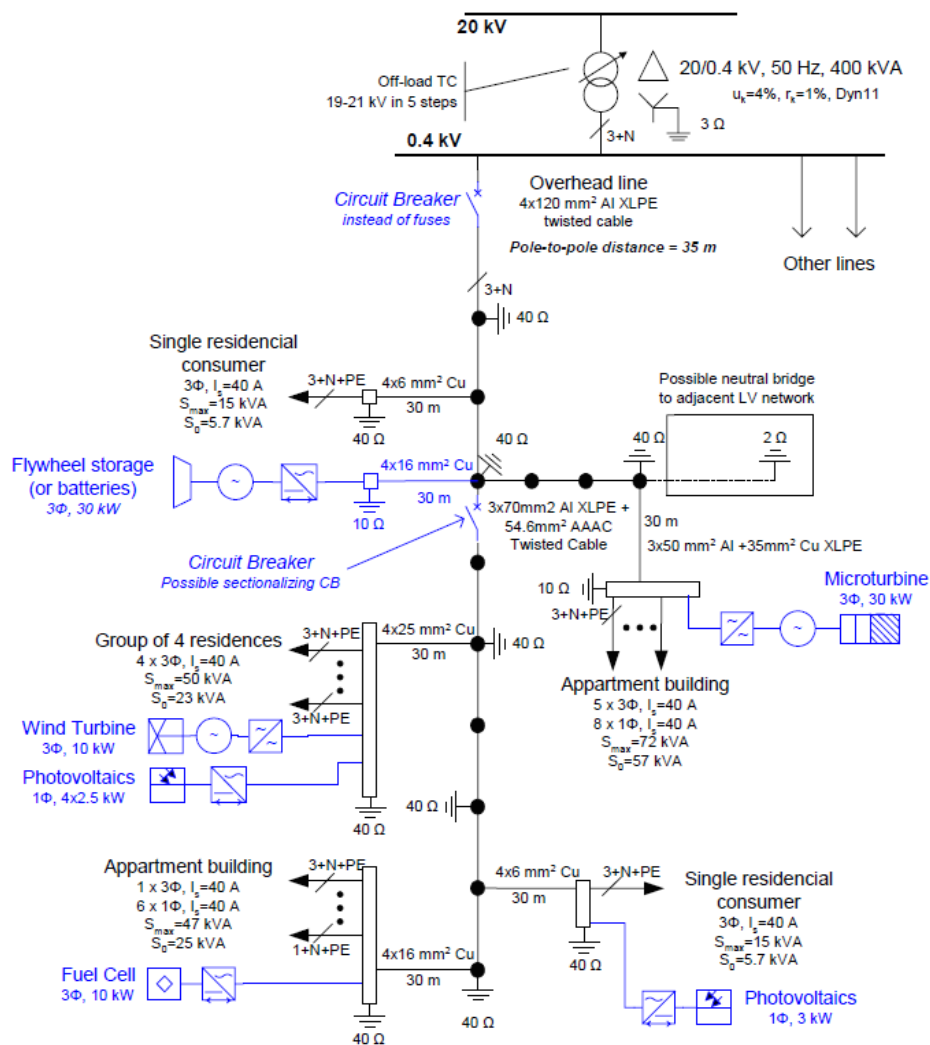 20 kV
Off-load TC
19-21 kV in 5 steps
20/0.4 kV, 50 Hz, 400 kVA
uk=4%, rk=1%, Dyn11
3 Ω
3+N
0.4 kV
Circuit Breaker
instead of fuses
Overhead line
4x120 mm² Al XLPE
twisted cable
Pole-to-pole distance = 35 m
Other lines
3+N
40 Ω
Single residencial
consumer
3Φ, Is=40 A
Smax=15 kVA
S0=5.7 kVA
3+N+PE
4x6 mm² Cu
30 m
40 Ω
Possible neutral bridge
to adjacent LV network
40 Ω
40 Ω
2 Ω
Flywheel storage
(or batteries)
3Φ, 30 kW
~
4x16 mm² Cu
30 m
10 Ω
3x70mm2 Al XLPE +
54.6mm² AAAC
Twisted Cable
30 m
3x50 mm² Al +35mm² Cu XLPE
Circuit Breaker
Possible sectionalizing CB
10 Ω
3+N+PE
Microturbine
3Φ, 30 kW
~
Appartment building
5 x 3Φ, Is=40 A
8 x 1Φ, Is=40 A
Smax=72 kVA
S0=57 kVA
Group of 4 residences
4 x 3Φ, Is=40 A
Smax=50 kVA
S0=23 kVA
3+N+PE
3+N+PE
4x25 mm² Cu
30 m
40 Ω
Wind Turbine
3Φ, 10 kW
~
Photovoltaics
1Φ, 4x2.5 kW
40 Ω
40 Ω
Appartment building
1 x 3Φ, Is=40 A
6 x 1Φ, Is=40 A
Smax=47 kVA
S0=25 kVA
3+N+PE
1+N+PE
4x16 mm² Cu
30 m
Fuel Cell
3Φ, 10 kW
40 Ω
40 Ω
4x6 mm² Cu
30 m
3+N+PE
40 Ω
Single residencial
consumer
3Φ, Is=40 A
Smax=15 kVA
S0=5.7 kVA
Photovoltaics
1Φ, 3 kW